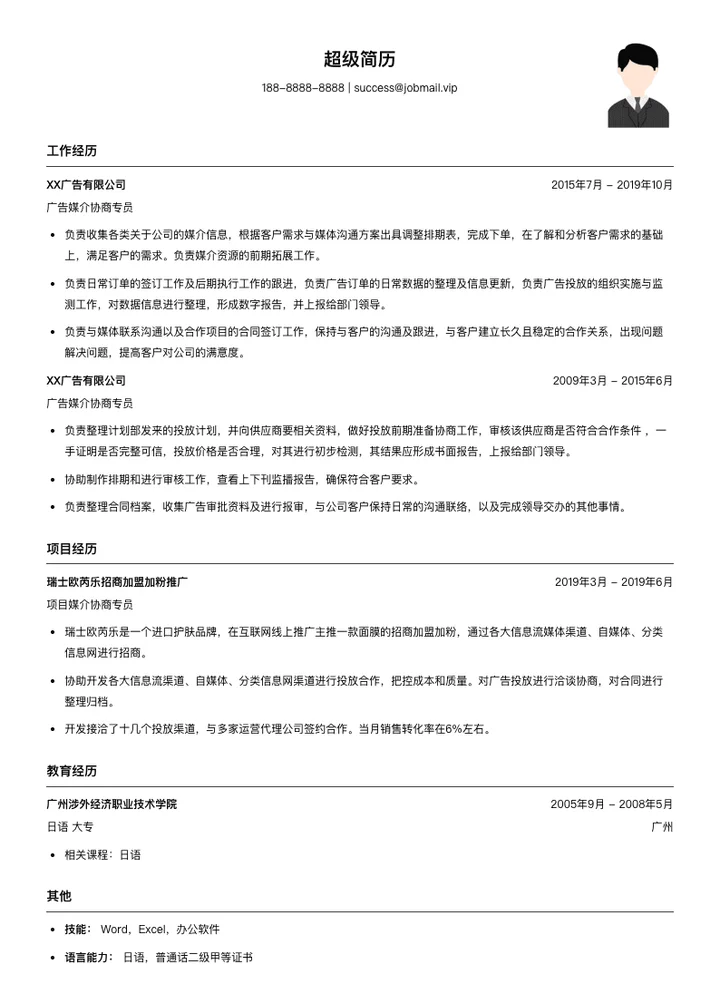 超级简历
188-8888-8888 | success@jobmail.vip
工作经历
XX广告有限公司 2015年7月 – 2019年10月
广告媒介协商专员
• 负责收集各类关于公司的媒介信息，根据客户需求与媒体沟通方案出具调整排期表，完成下单，在了解和分析客户需求的基础
上，满足客户的需求。负责媒介资源的前期拓展工作。
• 负责日常订单的签订工作及后期执行工作的跟进，负责广告订单的日常数据的整理及信息更新，负责广告投放的组织实施与监
测工作，对数据信息进行整理，形成数字报告，并上报给部门领导。
• 负责与媒体联系沟通以及合作项目的合同签订工作，保持与客户的沟通及跟进，与客户建立长久且稳定的合作关系，出现问题
解决问题，提高客户对公司的满意度。
XX广告有限公司 2009年3月 – 2015年6月
广告媒介协商专员
• 负责整理计划部发来的投放计划，并向供应商要相关资料，做好投放前期准备协商工作，审核该供应商是否符合合作条件 ，一
手证明是否完整可信，投放价格是否合理，对其进行初步检测，其结果应形成书面报告，上报给部门领导。
• 协助制作排期和进行审核工作，查看上下刊监播报告，确保符合客户要求。
• 负责整理合同档案，收集广告审批资料及进行报审，与公司客户保持日常的沟通联络，以及完成领导交办的其他事情。
项目经历
瑞士欧芮乐招商加盟加粉推广 2019年3月 – 2019年6月
项目媒介协商专员
• 瑞士欧芮乐是一个进口护肤品牌，在互联网线上推广主推一款面膜的招商加盟加粉，通过各大信息流媒体渠道、自媒体、分类
信息网进行招商。
• 协助开发各大信息流渠道、自媒体、分类信息网渠道进行投放合作，把控成本和质量。对广告投放进行洽谈协商，对合同进行
整理归档。
• 开发接洽了十几个投放渠道，与多家运营代理公司签约合作。当月销售转化率在6%左右。
教育经历
广州涉外经济职业技术学院 2005年9月 – 2008年5月
日语 大专 广州
• 相关课程：日语
其他
• 技能： Word，Excel，办公软件
• 语言能力： 日语，普通话二级甲等证书